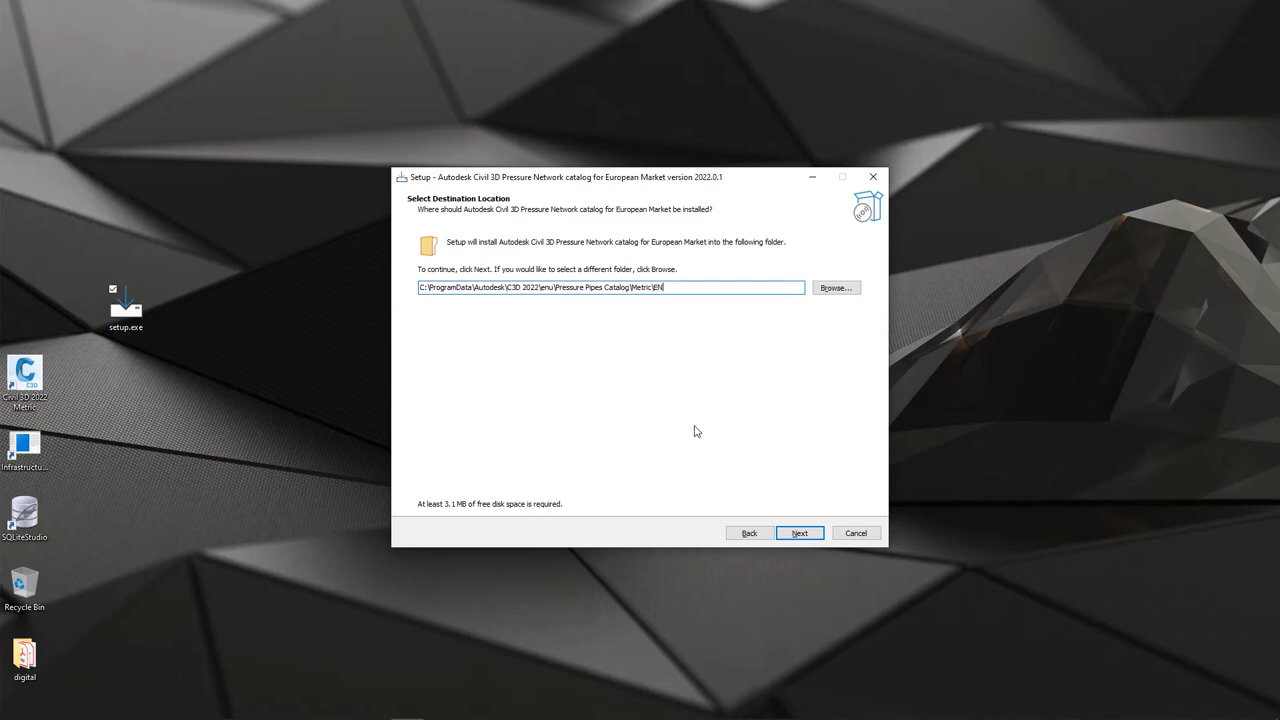 Setup - Autodesk Civil 3D Pressure Network catalog for European Market version 2022.0.1
Select Destination Location
Where should Autodesk Civil 3D Pressure Network catalog for European Market be installed?
Setup will install Autodesk Civil 3D Pressure Network catalog for European Market into the following folder.
To continue, click Next. If you would like to select a different folder, click Browse.
C:\ProgramData\Autodesk\C3D 2022\enu\Pressure Pipes Catalog\Metric\EN
Browse...
At least 3.1 MB of free disk space is required.
Back
Next
Cancel
setup.exe
C3D
Civil 3D 2022
Metric
Infrastructu...
SQLiteStudio
Recycle Bin
digital